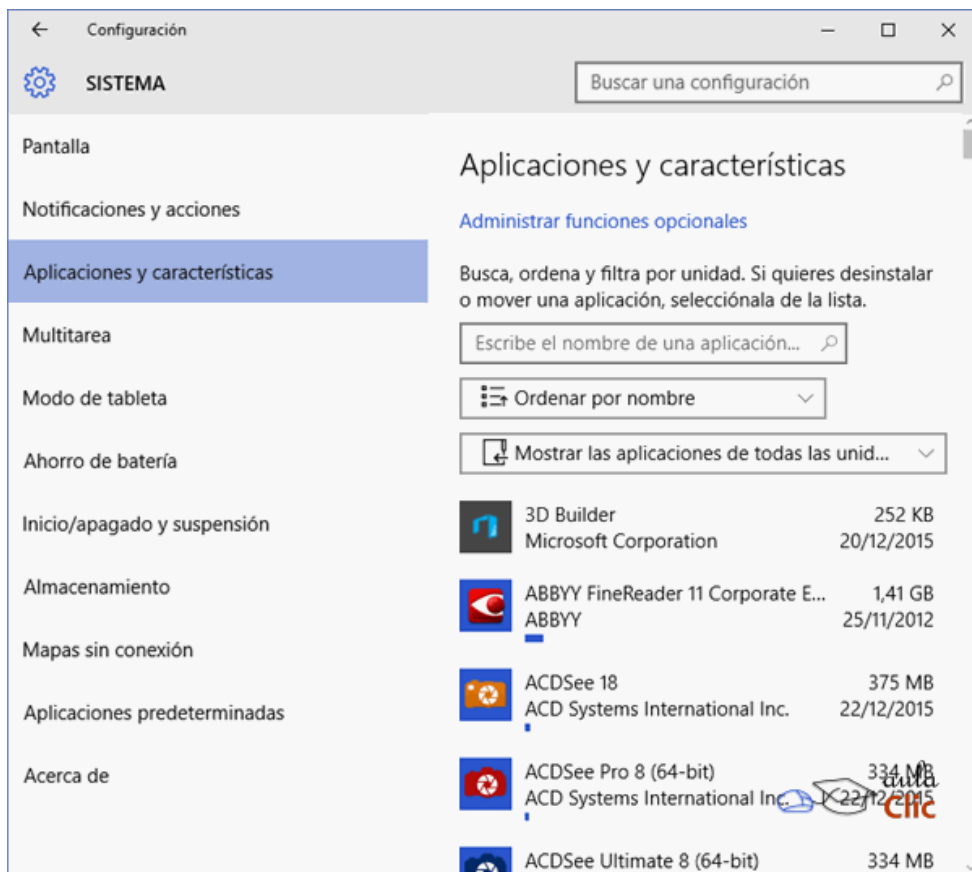 Configuración
SISTEMA
Buscar una configuración
Pantalla
Notificaciones y acciones
Aplicaciones y características
Multitarea
Modo de tableta
Ahorro de batería
Inicio/apagado y suspensión
Almacenamiento
Mapas sin conexión
Aplicaciones predeterminadas
Acerca de
Aplicaciones y características
Administrar funciones opcionales
Busca, ordena y filtra por unidad. Si quieres desinstalar
o mover una aplicación, selecciónala de la lista.
Escribe el nombre de una aplicación...
Ordenar por nombre
Mostrar las aplicaciones de todas las unid...
3D Builder 252 KB
Microsoft Corporation 20/12/2015
ABBYY FineReader 11 Corporate E... 1,41 GB
ABBYY 25/11/2012
ACDSee 18 375 MB
ACD Systems International Inc. 22/12/2015
ACDSee Pro 8 (64-bit) 334 MB
ACD Systems International Inc. 22/12/2015
aula
Clic
ACDSee Ultimate 8 (64-bit) 334 MB